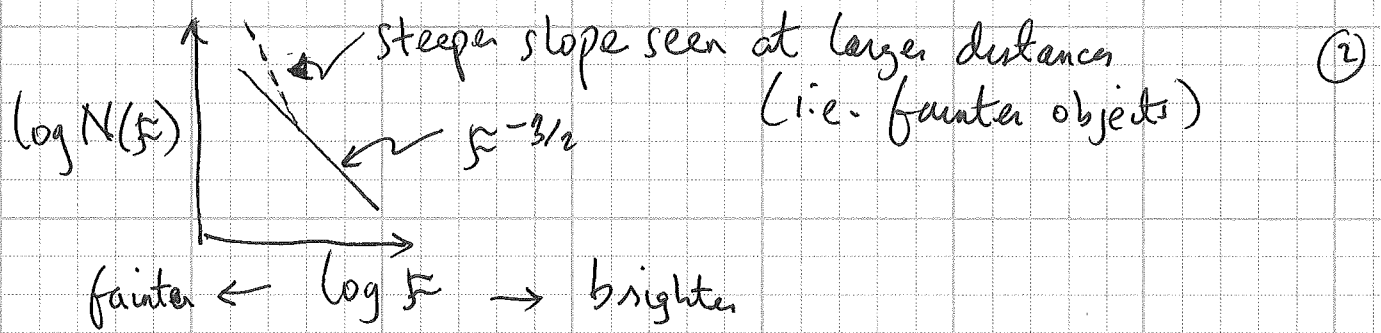 steeper slope seen at larger distances ②
(i.e. fainter objects)
log N(F)
F^-3/2
fainter ← log F → brighter